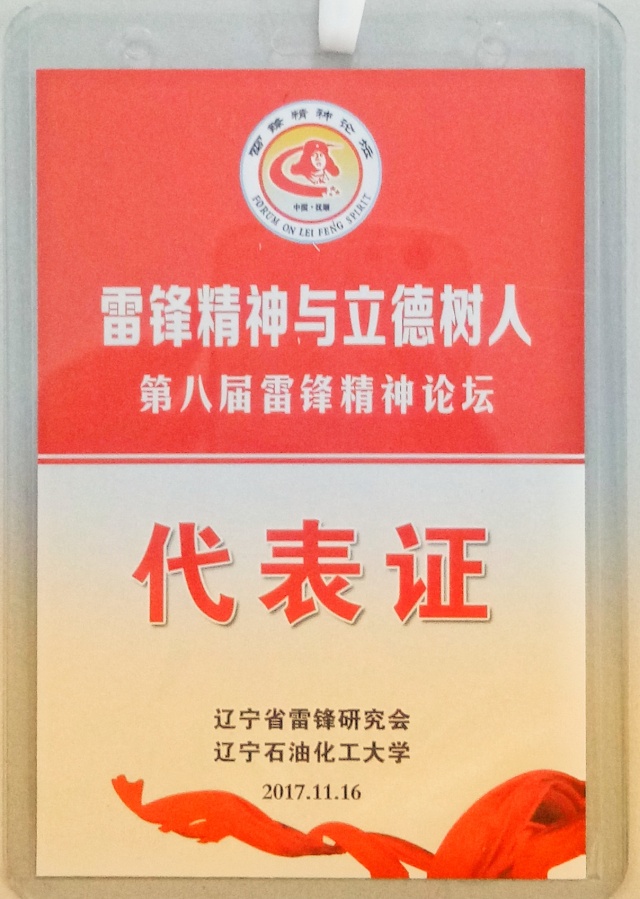 雷锋精神论坛
中国·抚顺
FORUM ON LEI FENG SPIRIT
雷锋精神与立德树人
第八届雷锋精神论坛
代表证
辽宁省雷锋研究会
辽宁石油化工大学
2017.11.16